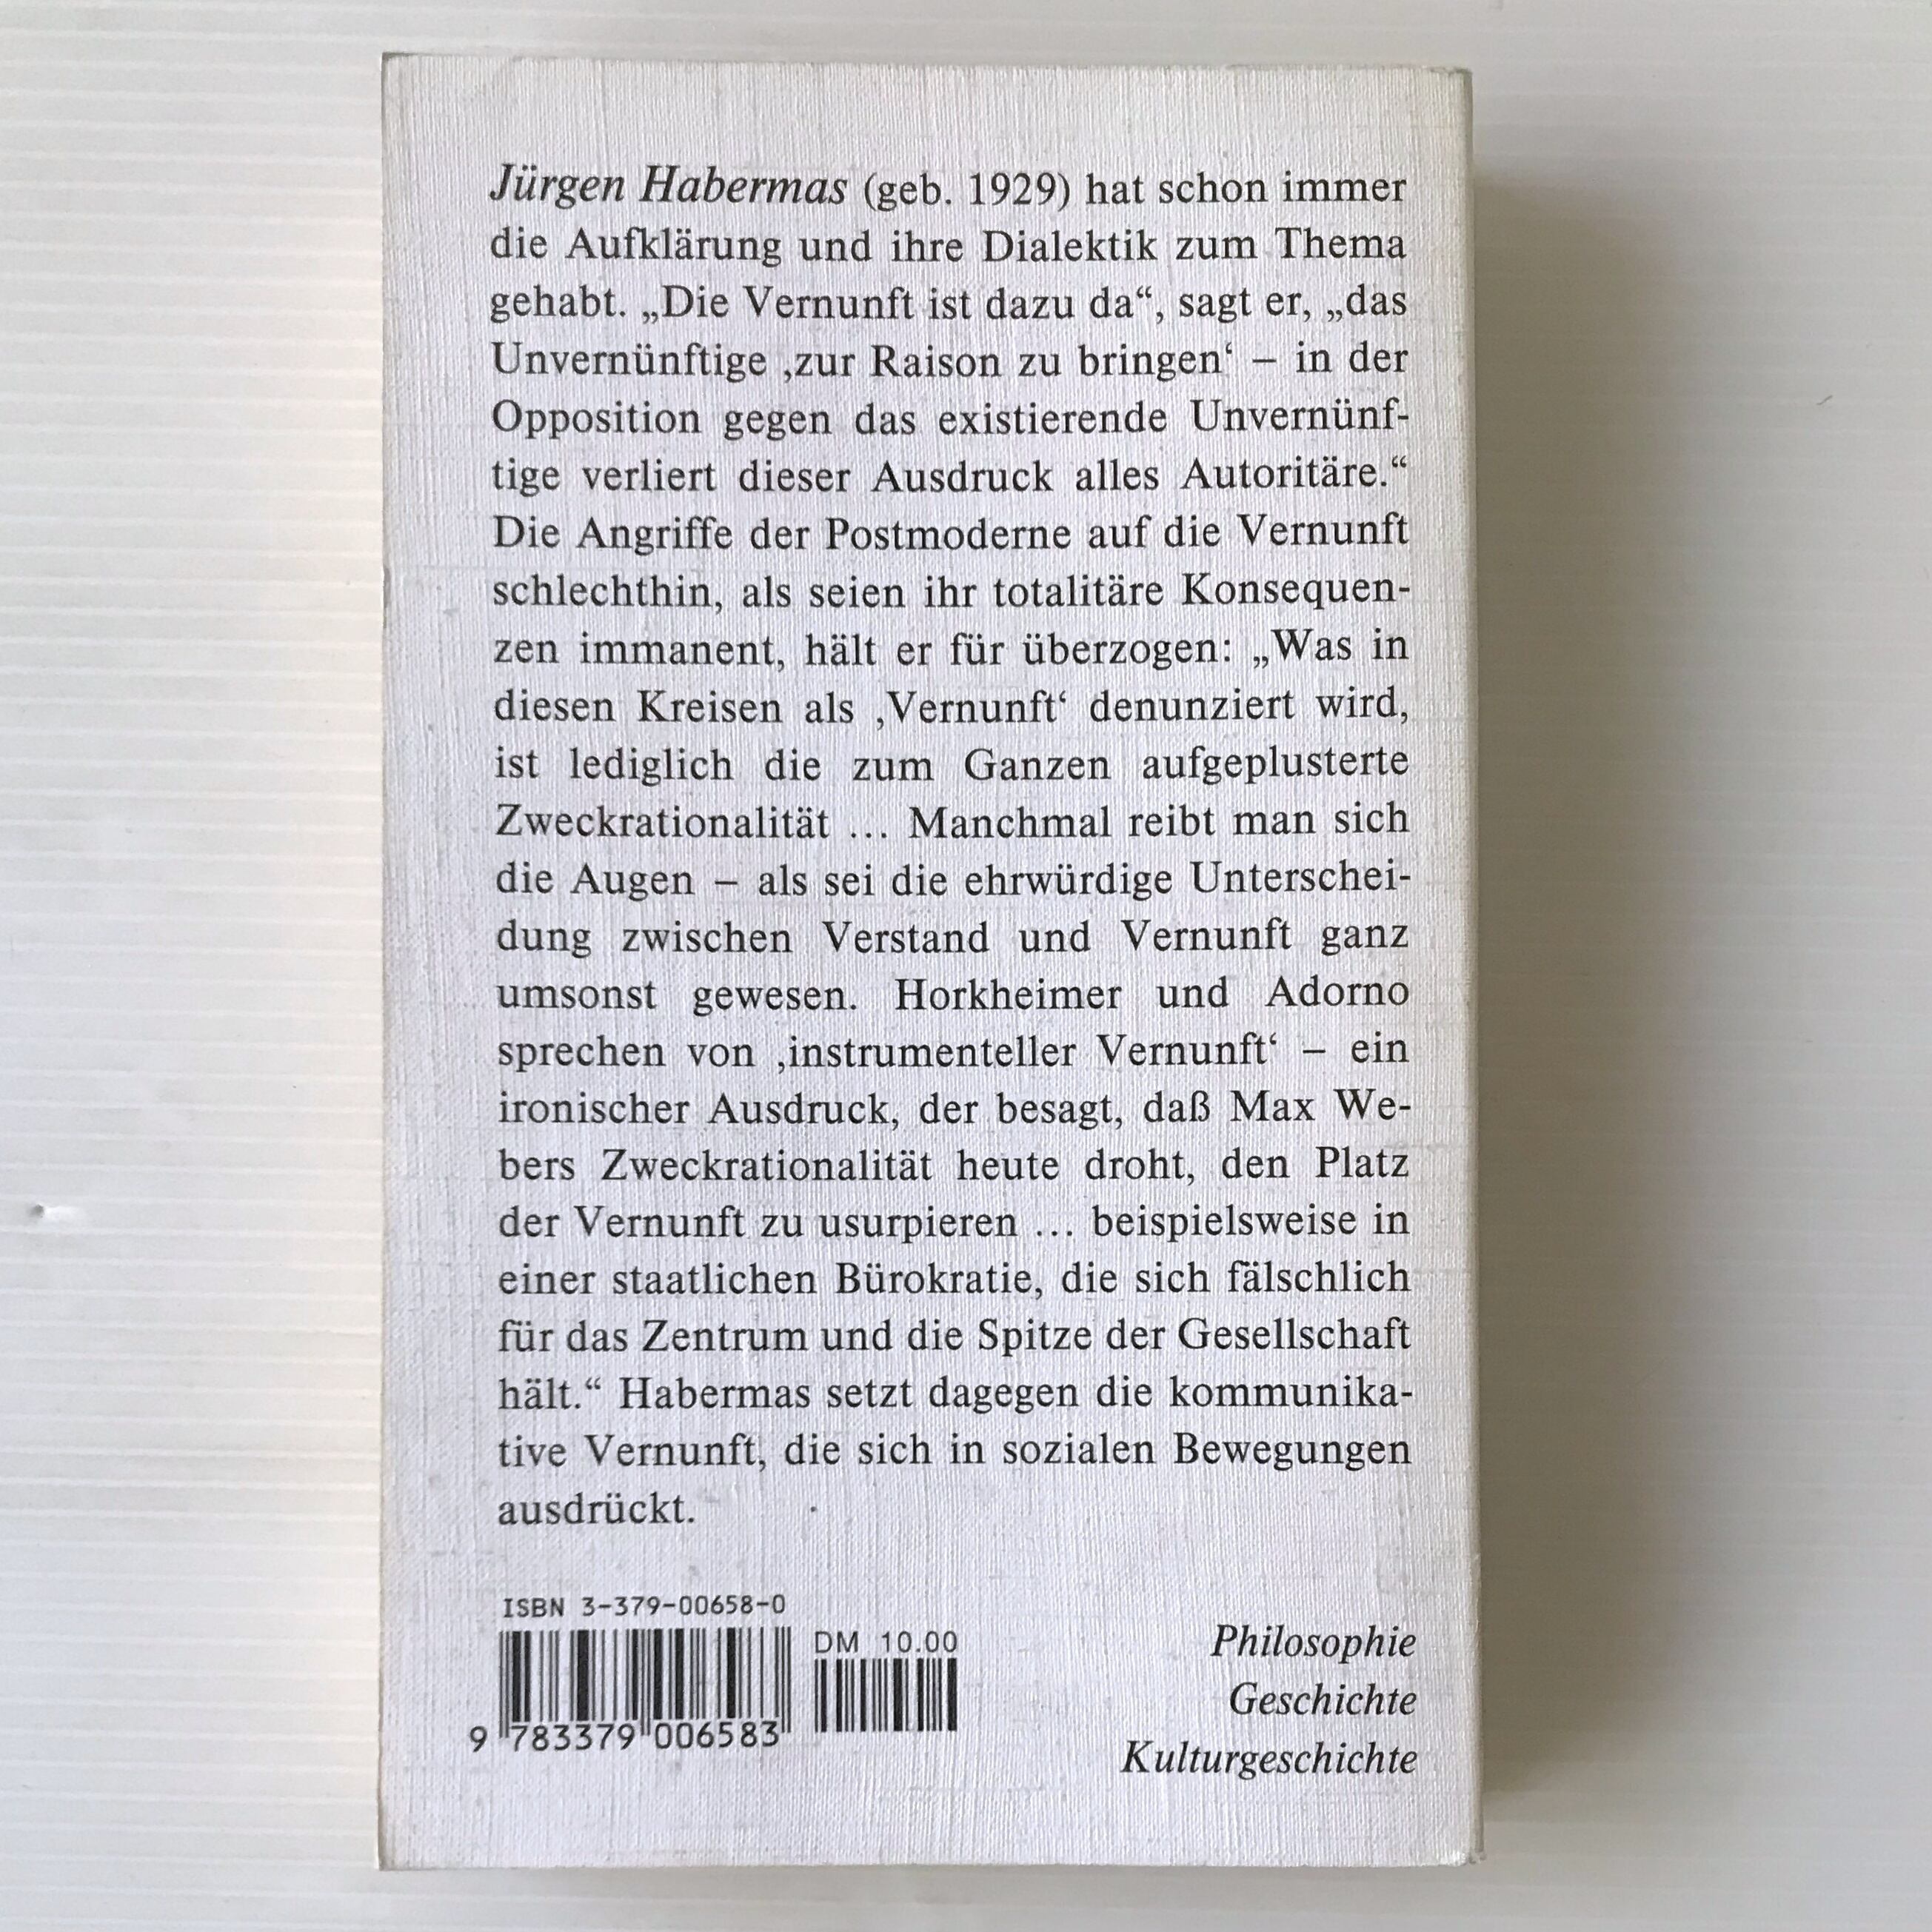 Jürgen Habermas (geb. 1929) hat schon immer
die Aufklärung und ihre Dialektik zum Thema
gehabt. „Die Vernunft ist dazu da“, sagt er, „das
Unvernünftige ‚zur Raison zu bringen‘ – in der
Opposition gegen das existierende Unvernünf-
tige verliert dieser Ausdruck alles Autoritäre.“
Die Angriffe der Postmoderne auf die Vernunft
schlechthin, als seien ihr totalitäre Konsequen-
zen immanent, hält er für überzogen: „Was in
diesen Kreisen als ‚Vernunft‘ denunziert wird,
ist lediglich die zum Ganzen aufgeplusterte
Zweckrationalität ... Manchmal reibt man sich
die Augen – als sei die ehrwürdige Unterschei-
dung zwischen Verstand und Vernunft ganz
umsonst gewesen. Horkheimer und Adorno
sprechen von ‚instrumenteller Vernunft‘ – ein
ironischer Ausdruck, der besagt, daß Max We-
bers Zweckrationalität heute droht, den Platz
der Vernunft zu usurpieren ... beispielsweise in
einer staatlichen Bürokratie, die sich fälschlich
für das Zentrum und die Spitze der Gesellschaft
hält.“ Habermas setzt dagegen die kommunika-
tive Vernunft, die sich in sozialen Bewegungen
ausdrückt.
ISBN 3-379-00658-0
DM 10.00
9 783379 006583
Philosophie
Geschichte
Kulturgeschichte